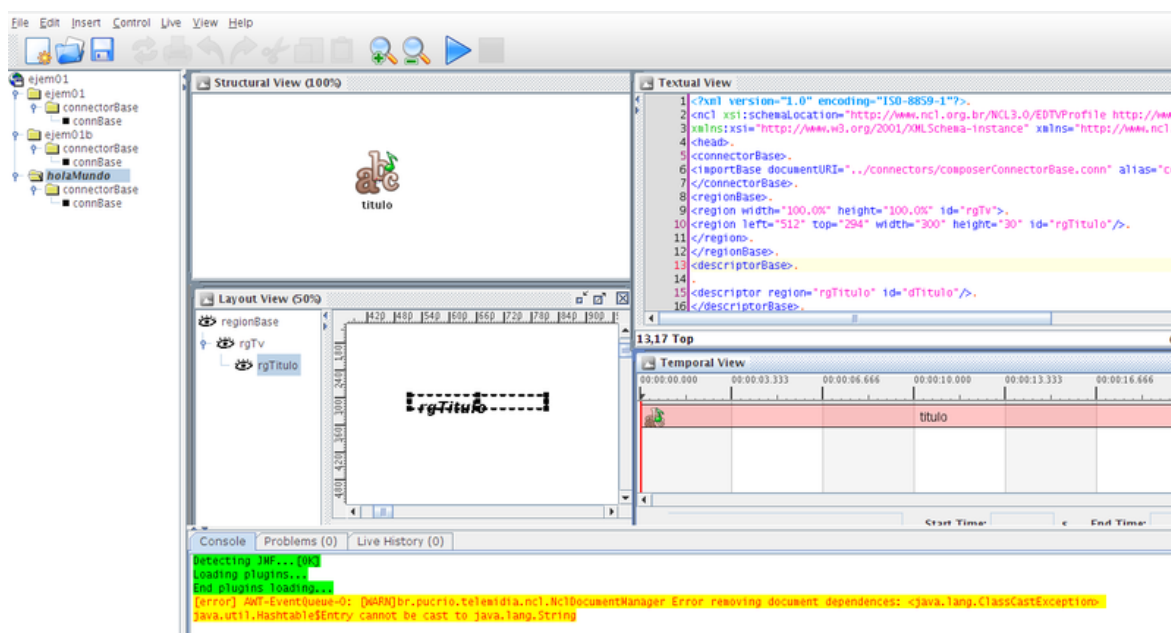 File Edit Insert Control Live View Help
ejem01
ejem01
connectorBase
connBase
ejem01b
connectorBase
connBase
holaMundo
connectorBase
connBase
Structural View (100%)
titulo
Layout View (50%)
regionBase
rgTv
rgTitulo
420 480 540 600 660 720 780 840 900
180
240
300
360
420
480
rgTitulo
Textual View
1 <?xml version="1.0" encoding="ISO-8859-1"?>.
2 <ncl xsi:schemaLocation="http://www.ncl.org.br/NCL3.0/EDTVProfile http://ww
3 xmlns:xsi="http://www.w3.org/2001/XMLSchema-instance" xmlns="http://www.ncl
4 <head>.
5 <connectorBase>.
6 <importBase documentURI="../connectors/composerConnectorBase.conn" alias="c
7 </connectorBase>.
8 <regionBase>.
9 <region width="100.0%" height="100.0%" id="rgTv">.
10 <region left="512" top="294" width="300" height="30" id="rgTitulo"/>.
11 </region>.
12 </regionBase>.
13 <descriptorBase>.
14 .
15 <descriptor region="rgTitulo" id="dTitulo"/>.
16 </descriptorBase>.
13,17 Top
Temporal View
00:00:00.000 00:00:03.333 00:00:06.666 00:00:10.000 00:00:13.333 00:00:16.666
titulo
Start Time: s End Time:
Console Problems (0) Live History (0)
Detecting JMF...[OK]
Loading plugins...
End plugins loading...
[error] AWT-EventQueue-0: [WARN]br.pucrio.telemidia.ncl.NclDocumentManager Error removing document dependences: <java.lang.ClassCastException>
java.util.Hashtable$Entry cannot be cast to java.lang.String